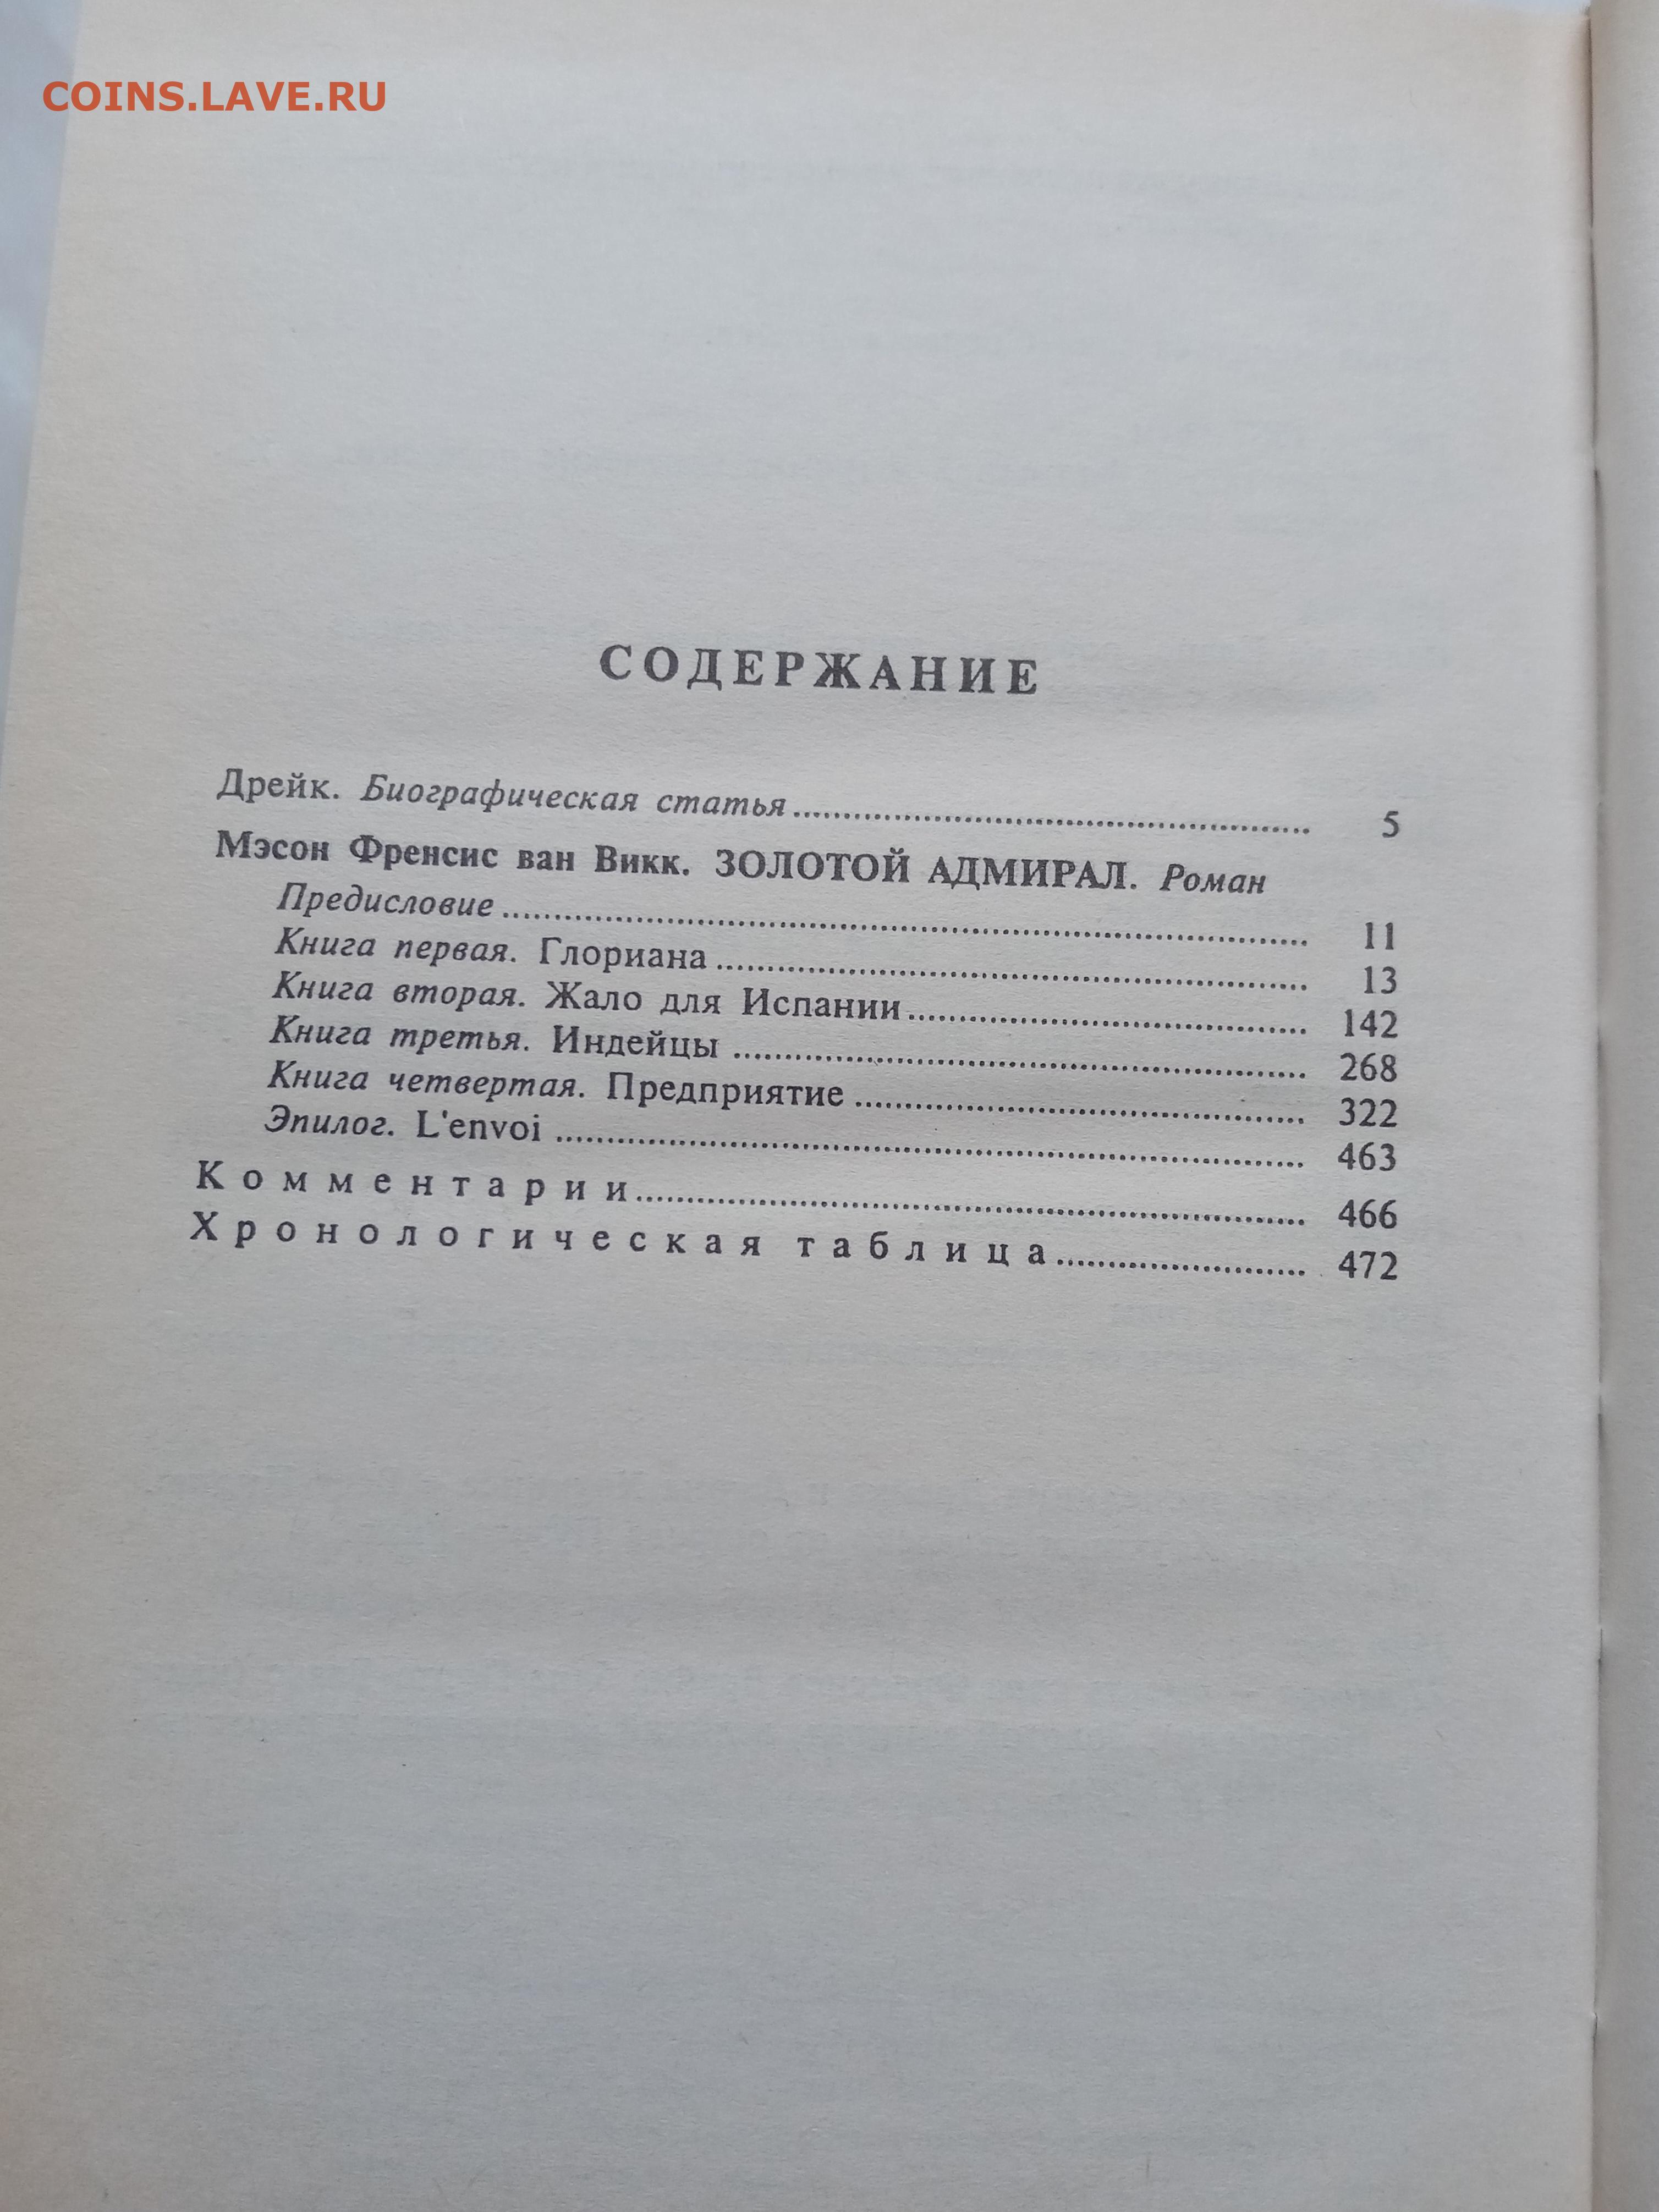 COINS.LAVE.RU
СОДЕРЖАНИЕ
Дрейк. Биографическая статья ........ 5
Мэсон Френсис ван Викк. ЗОЛОТОЙ АДМИРАЛ. Роман
Предисловие ........ 11
Книга первая. Глориана ........ 13
Книга вторая. Жало для Испании ........ 142
Книга третья. Индейцы ........ 268
Книга четвертая. Предприятие ........ 322
Эпилог. L'envoi ........ 463
Комментарии ........ 466
Хронологическая таблица ........ 472